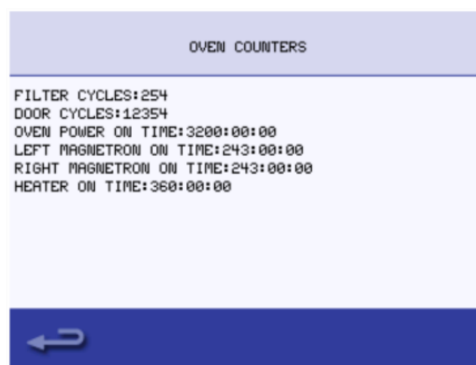 OVEN COUNTERS
FILTER CYCLES:254
DOOR CYCLES:12354
OVEN POWER ON TIME:3200:00:00
LEFT MAGNETRON ON TIME:243:00:00
RIGHT MAGNETRON ON TIME:243:00:00
HEATER ON TIME:360:00:00